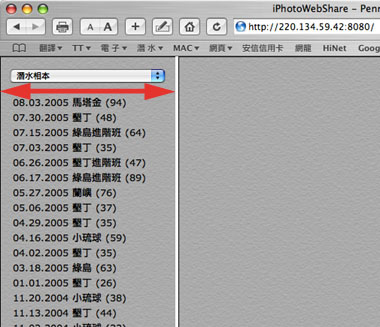 iPhotoWebShare – Penn
http://220.134.59.42:8080/
翻譯▼ TT▼ 電子▼ 潛水▼ MAC▼ 網頁▼ 安信信用卡 網龍 HiNet Goog
潛水相本
08.03.2005 馬塔金 (94)
07.30.2005 墾丁 (48)
07.15.2005 綠島進階班 (64)
07.03.2005 墾丁 (35)
06.26.2005 墾丁進階班 (47)
06.17.2005 綠島進階班 (89)
05.27.2005 蘭嶼 (76)
05.06.2005 墾丁 (37)
04.29.2005 墾丁 (35)
04.16.2005 小琉球 (59)
04.02.2005 墾丁 (35)
03.18.2005 綠島 (63)
01.01.2005 墾丁 (26)
11.20.2004 小琉球 (38)
11.13.2004 墾丁 (44)